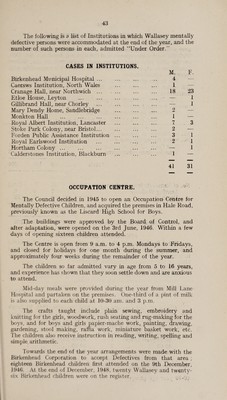 43
The following is a list of Institutions in which Wallasey mentally
defective persons were accommodated at the end of the year, and the
number of such persons in each, admitted "Under Order."
CASES IN INSTITUTIONS.
M. F.
Birkenhead Municipal Hospital ... ... ... ... 4 —
Camnes Institution, North Wales ... ... ... 1 —
Cranage Hall, near Northwich ... ... ... ... 18 23
Etloe House, Leyton ... ... ... ... — 1
Gillibrand Hall, near Chorley ... ... ... ... — 1
Mary Dendy Home, Sandlebridge ... ... ... 2 —
Monkton Hall ... ... ... ... 1 —
Royal Albert Institution, Lancaster ... ... ... 7 3
Stoke Park Colony, near Bristol ... ... ... ... 2 —
Forden Public Assistance Institution ... ... ... 3 1
Royal Earlswood Institution ... ... ... ... 2 1
Hortham Colony ... ... ... ... — 1
Calderstones Institution, Blackburn ... ... ... 1 —
41 31
OCCUPATION CENTRE.
The Council decided in 1945 to open an Occupation Centre for
Mentally Defective Children, and acquired the premises in Hale Road,
previously known as the Liscard High School for Boys.
The buildings were approved by the Board of Control, and
after adaptation, were opened on the 3rd June, 1946. Within a few
days of opening sixteen children attended.
The Centre is open from 9 a.m. to 4 p.m. Mondays to Fridays,
and closed for holidays for one month during the summer, and
approximately four weeks during the remainder of the year.
The children so far admitted vary in age from 5 to 16 years,
and experience has shown that they soon settle down and are anxious
to attend.
Mid-day meals were provided during the year from Mill Lane
Hospital and partaken on the premises. One-third of a pint of milk
is also supplied to each child at 10-30 a.m. and 3 p.m.
The crafts taught include plain sewing, embroidery and
knitting for the girls, woodwork, rush seating and rug-making for the
boys, and for boys and girls papier mache work, painting, drawing,
gardening, stool making, raffia work, miniature basket work, etc.
The children also receive instruction in reading, writing, spelling and
simple arithmetic.
Towards the end of the year arrangements were made with the
Birkenhead Corporation to accept Defectives from that area;
eighteen Birkenhead children first attended on the 9th December,
1946. At the end of December, 1946, twenty Wallasey and twenty-
six Birkenhead children were on the register.